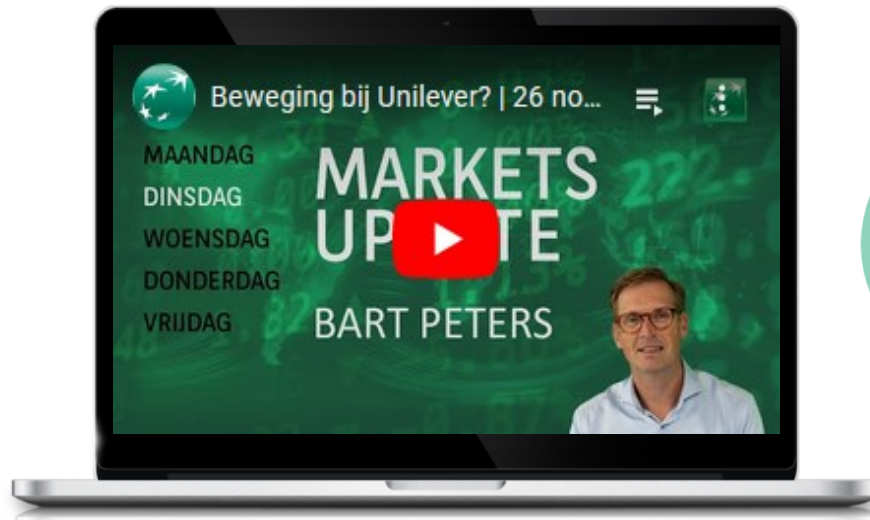 Beweging bij Unilever? | 26 no...
MAANDAG
DINSDAG
WOENSDAG
DONDERDAG
VRIJDAG
MARKETS
UP TE
BART PETERS